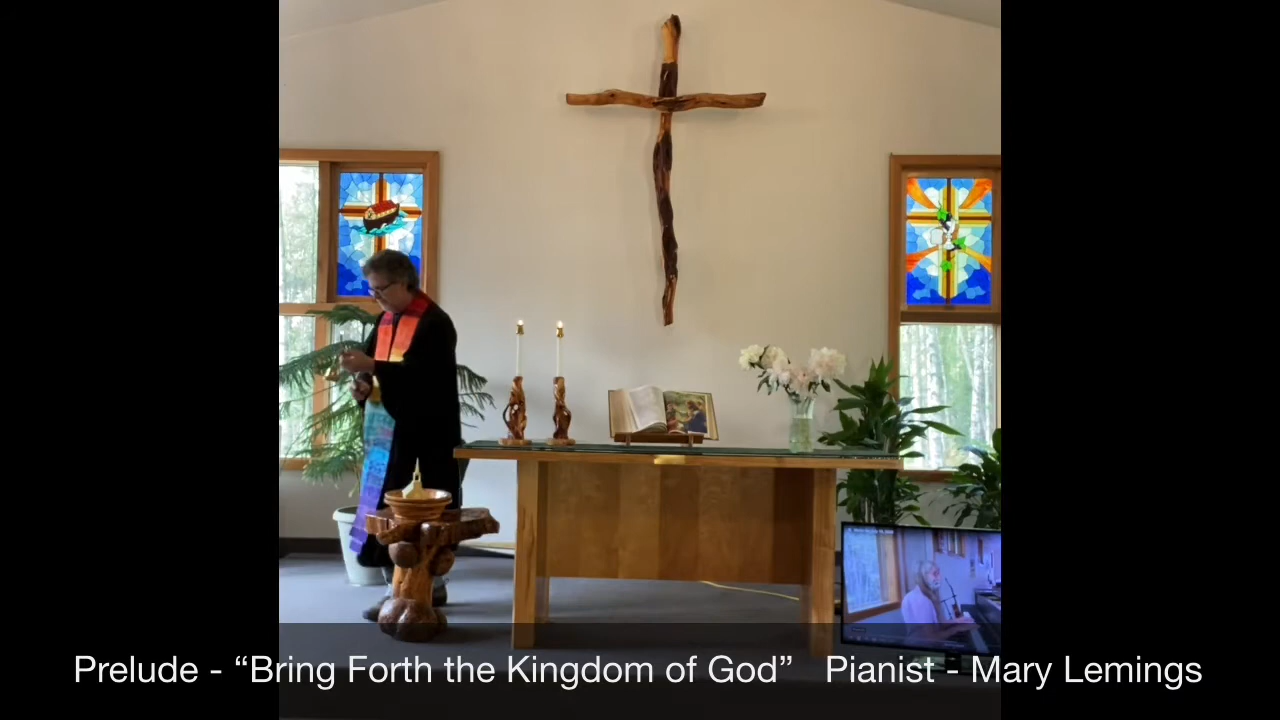 Prelude - “Bring Forth the Kingdom of God”   Pianist - Mary Lemings